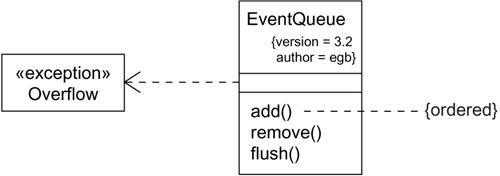 EventQueue
{version = 3.2
author = egb}
«exception»
Overflow
add()
{ordered}
remove()
flush()